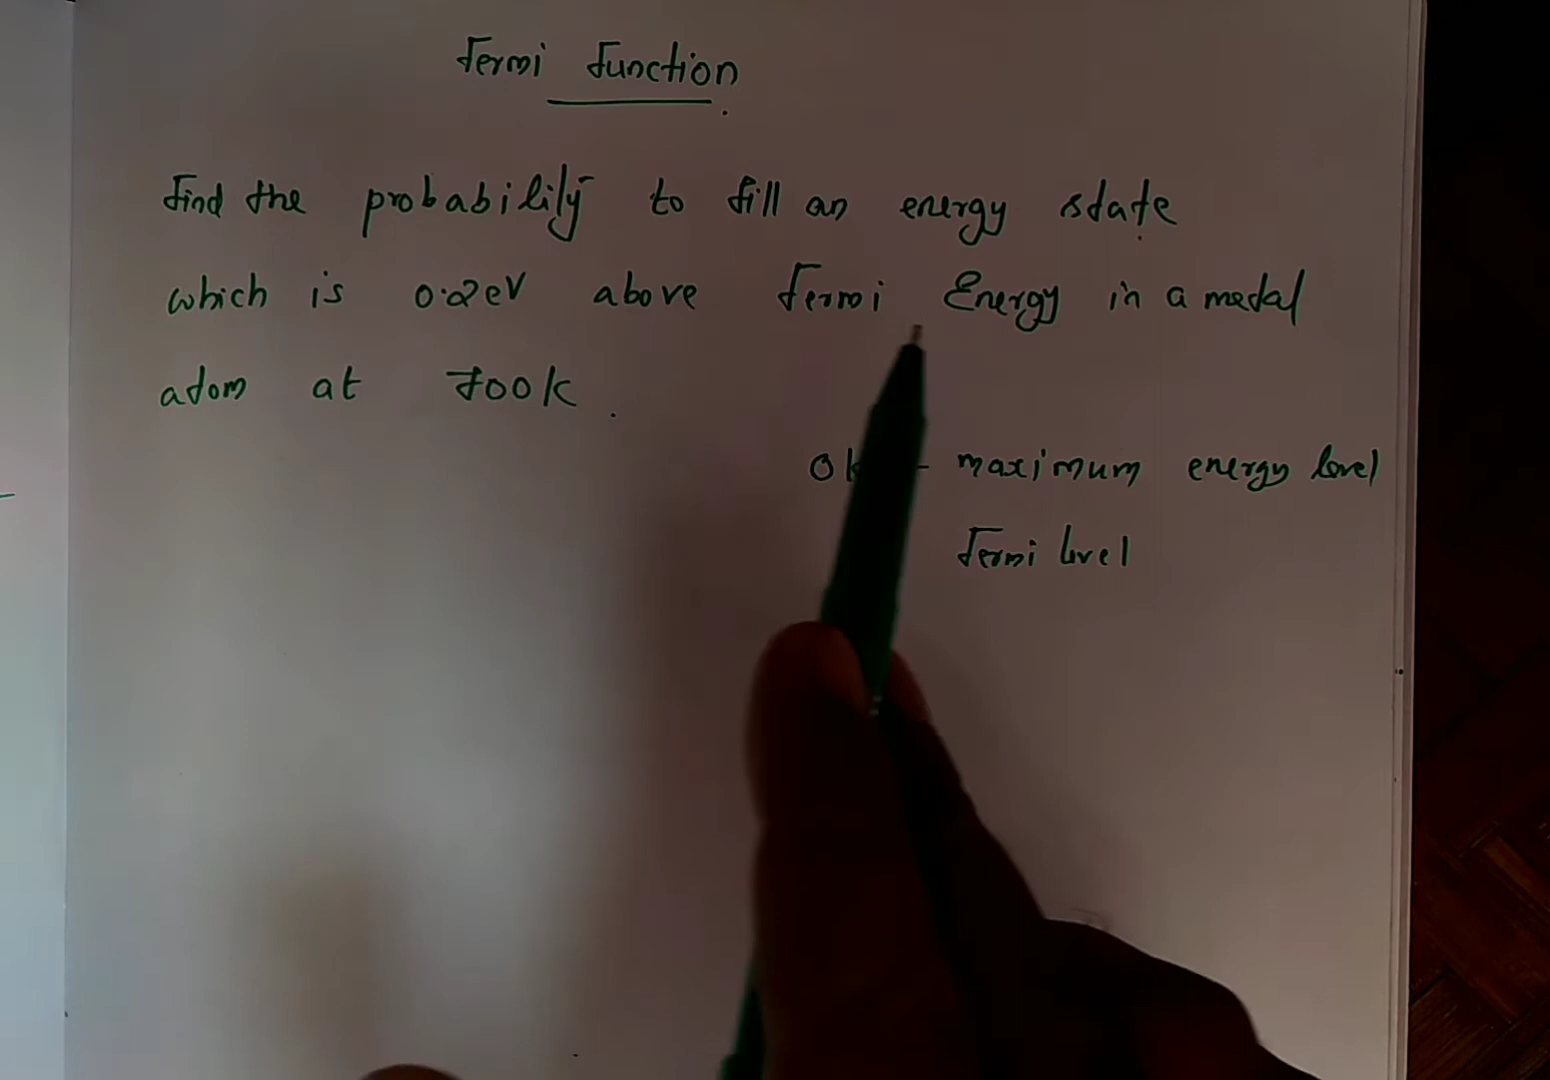 Fermi Function
Find the probability to fill an energy state
which is 0.2eV above Fermi Energy in a metal
atom at 700K.
maximum energy level
Fermi level